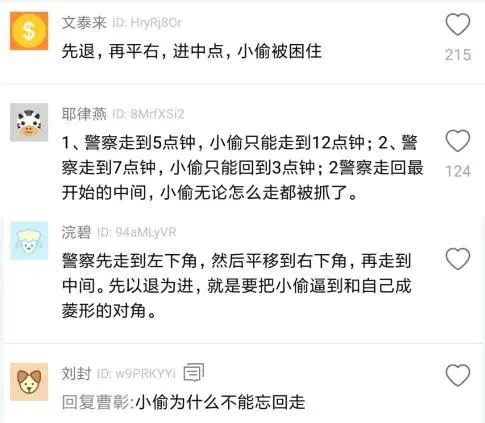 文泰来 ID: HryRj8Or
先退，再平右，进中点，小偷被困住
215
耶律燕 ID: 8MrfXSi2
1、警察走到5点钟，小偷只能走到12点钟；2、警
察走到7点钟，小偷只能回到3点钟；2警察走回最
开始的中间，小偷无论怎么走都被抓了。
124
浣碧 ID: 94aMLyVR
警察先走到左下角，然后平移到右下角，再走到
中间。先以退为进，就是要把小偷逼到和自己成
菱形的对角。
刘封 ID: w9PRKYYi
回复曹彰:小偷为什么不能忘回走